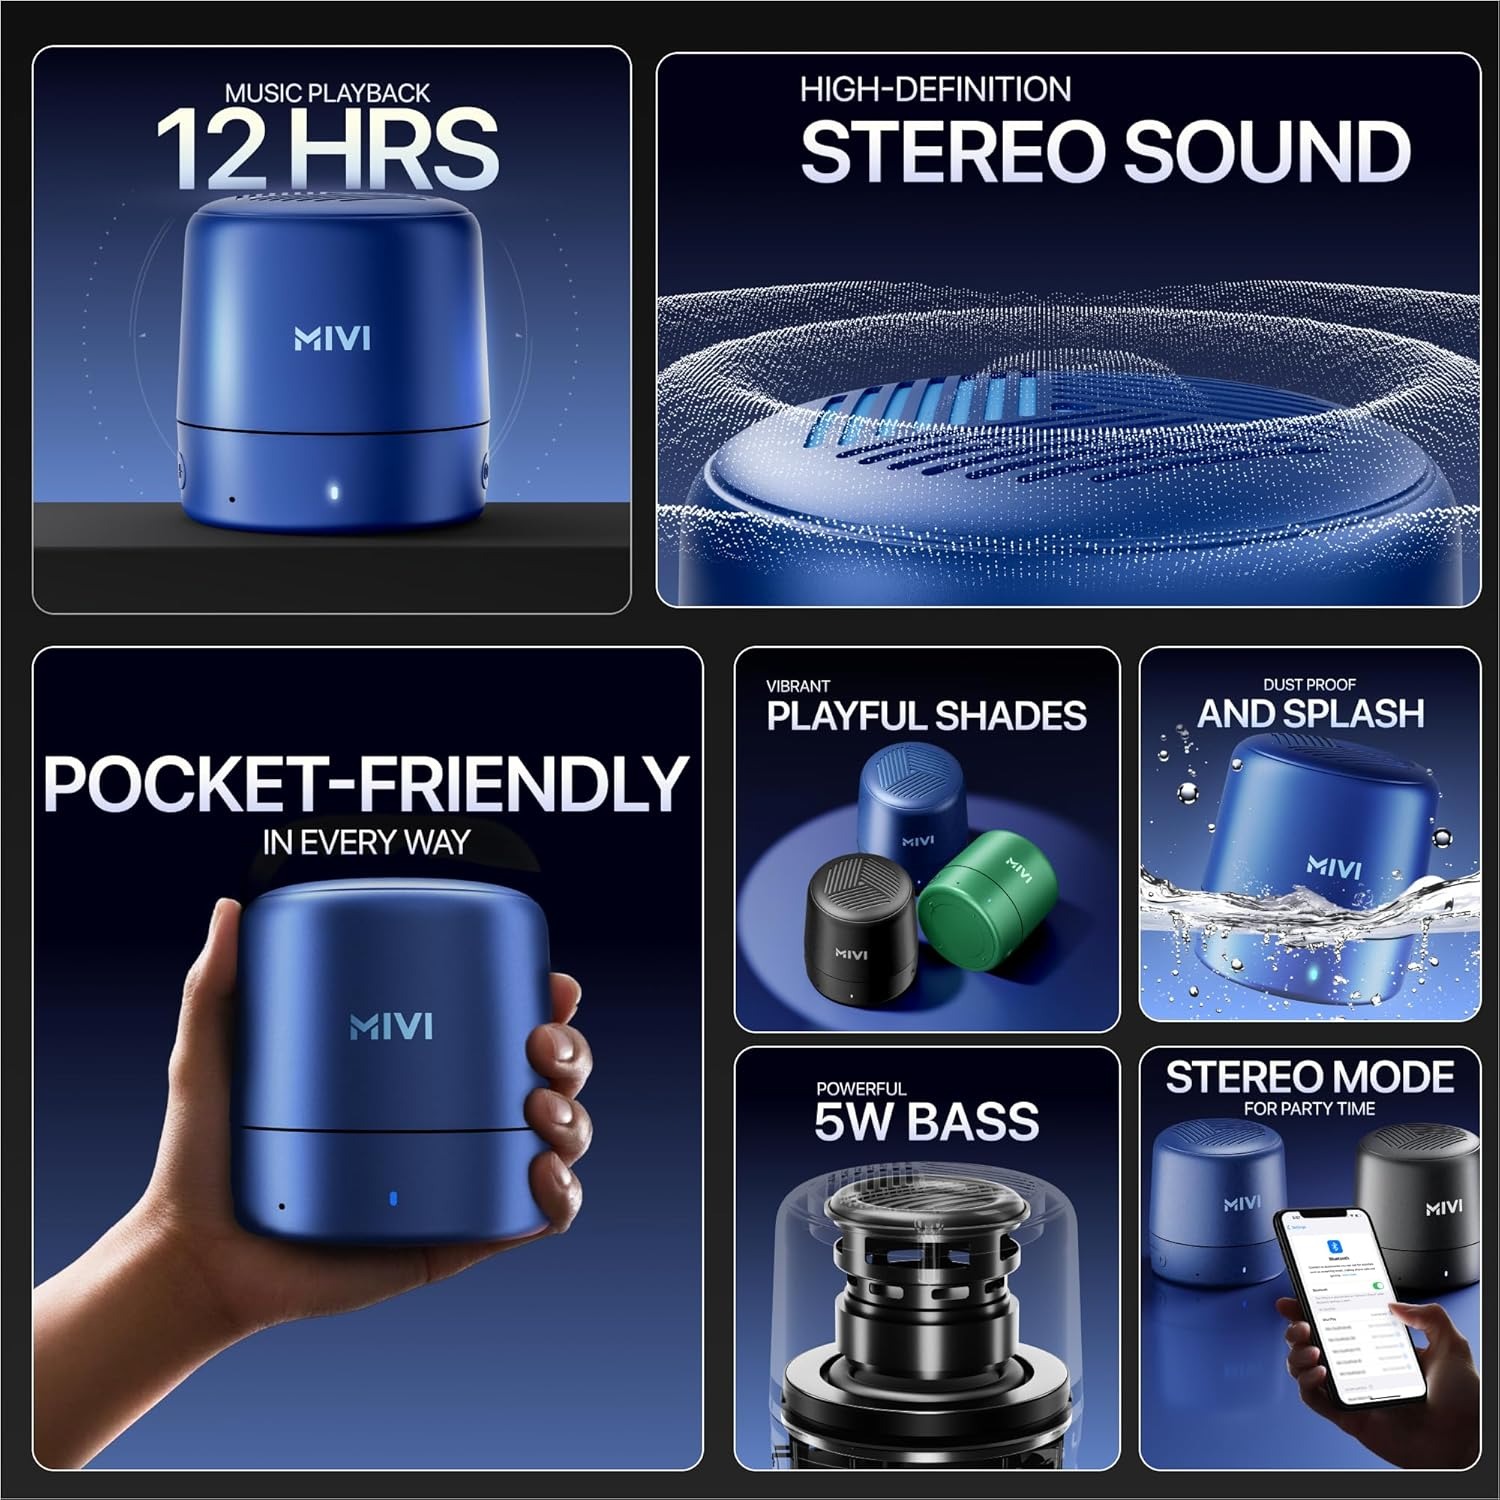 MUSIC PLAYBACK
12 HRS
MIVI
HIGH-DEFINITION
STEREO SOUND
POCKET-FRIENDLY
IN EVERY WAY
MIVI
VIBRANT
PLAYFUL SHADES
MIVI
MIVI
MIVI
DUST PROOF
AND SPLASH
MIVI
POWERFUL
5W BASS
STEREO MODE
FOR PARTY TIME
MIVI
MIVI
Bluetooth